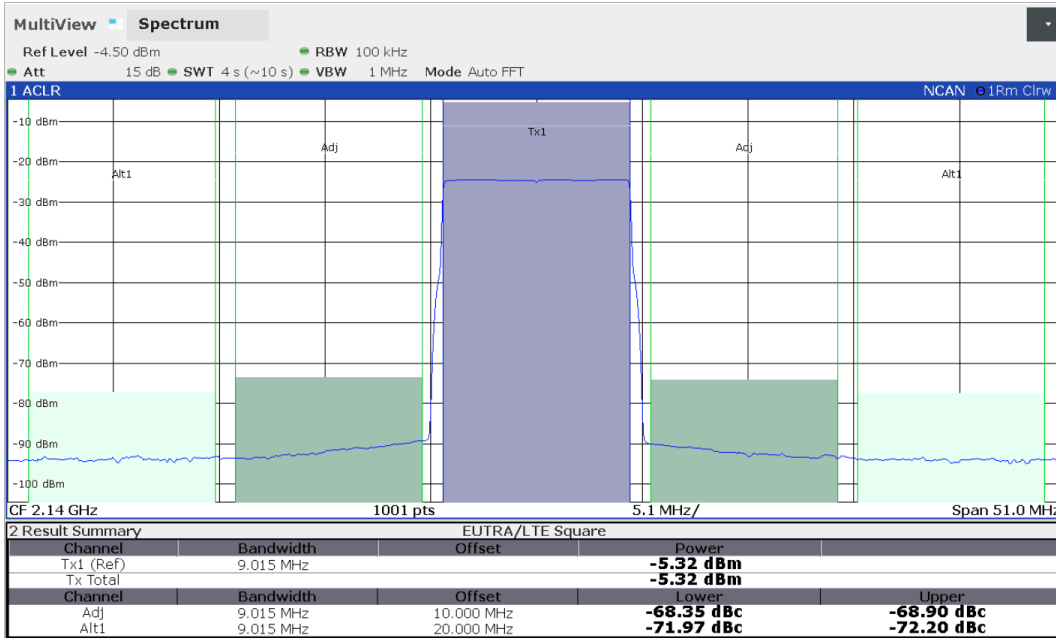 MultiView Spectrum
Ref Level -4.50 dBm RBW 100 kHz
Att 15 dB SWT 4 s (~10 s) VBW 1 MHz Mode Auto FFT
1 ACLR NCAN 1Rm Clrw
-10 dBm
Tx1
Adj Adj
-20 dBm
Alt1 Alt1
-30 dBm
-40 dBm
-50 dBm
-60 dBm
-70 dBm
-80 dBm
-90 dBm
-100 dBm
CF 2.14 GHz 1001 pts 5.1 MHz/ Span 51.0 MHz
2 Result Summary EUTRA/LTE Square
Channel Bandwidth Offset Power
Tx1 (Ref) 9.015 MHz -5.32 dBm
Tx Total -5.32 dBm
Channel Bandwidth Offset Lower Upper
Adj 9.015 MHz 10.000 MHz -68.35 dBc -68.90 dBc
Alt1 9.015 MHz 20.000 MHz -71.97 dBc -72.20 dBc